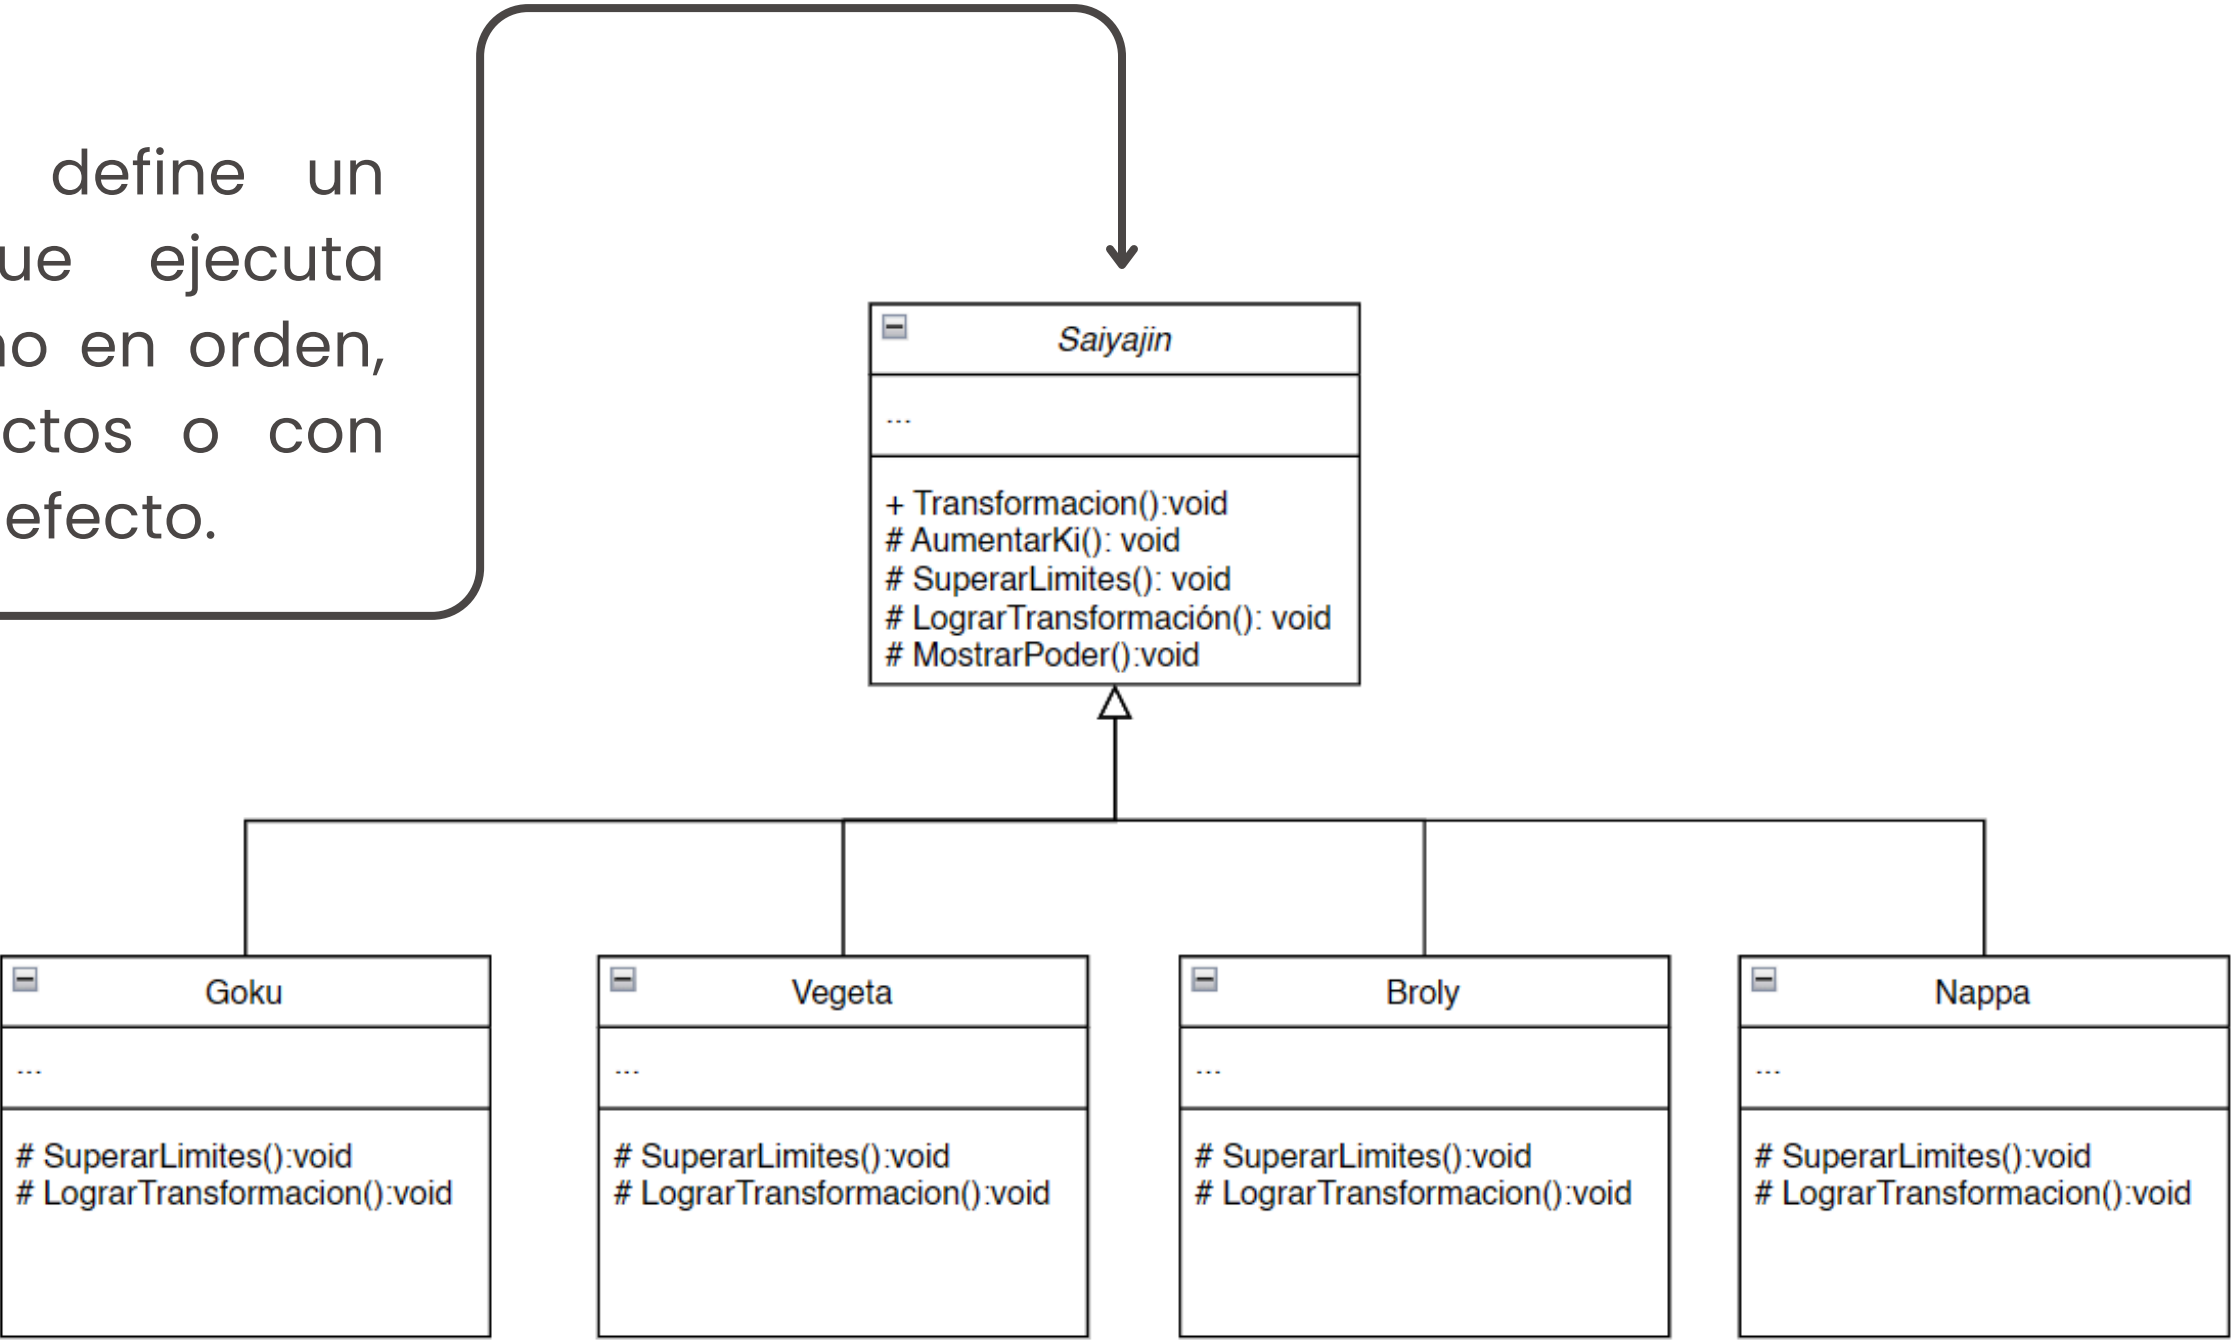 define un
ue ejecuta
no en orden,
ctos o con
efecto.
Saiyajin
...
+ Transformacion():void
# AumentarKi(): void
# SuperarLimites(): void
# LograrTransformación(): void
# MostrarPoder():void
Goku
...
# SuperarLimites():void
# LograrTransformacion():void
Vegeta
...
# SuperarLimites():void
# LograrTransformacion():void
Broly
...
# SuperarLimites():void
# LograrTransformacion():void
Nappa
...
# SuperarLimites():void
# LograrTransformacion():void